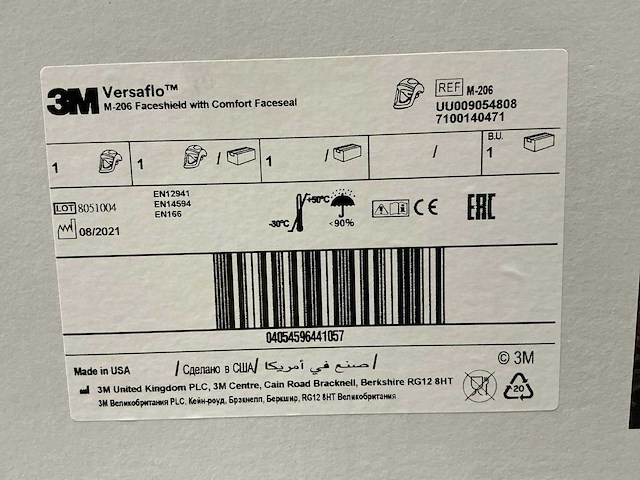 3M Versaflo™
M-206 Faceshield with Comfort Faceseal
REF M-206
UU009054808
7100140471
1
1 /
1 /
/
B.U.
1
LOT 8051004
08/2021
EN12941
EN14594
EN166
-30°C +50°C
<90%
CE
EAC
04054596441057
Made in USA / Сделано в США / صنع في أمريكا /
© 3M
3M United Kingdom PLC, 3M Centre, Cain Road Bracknell, Berkshire RG12 8HT
3M Великобритания PLC, Кейн-роуд, Брэкнелл, Беркшир, RG12 8HT Великобритания
20